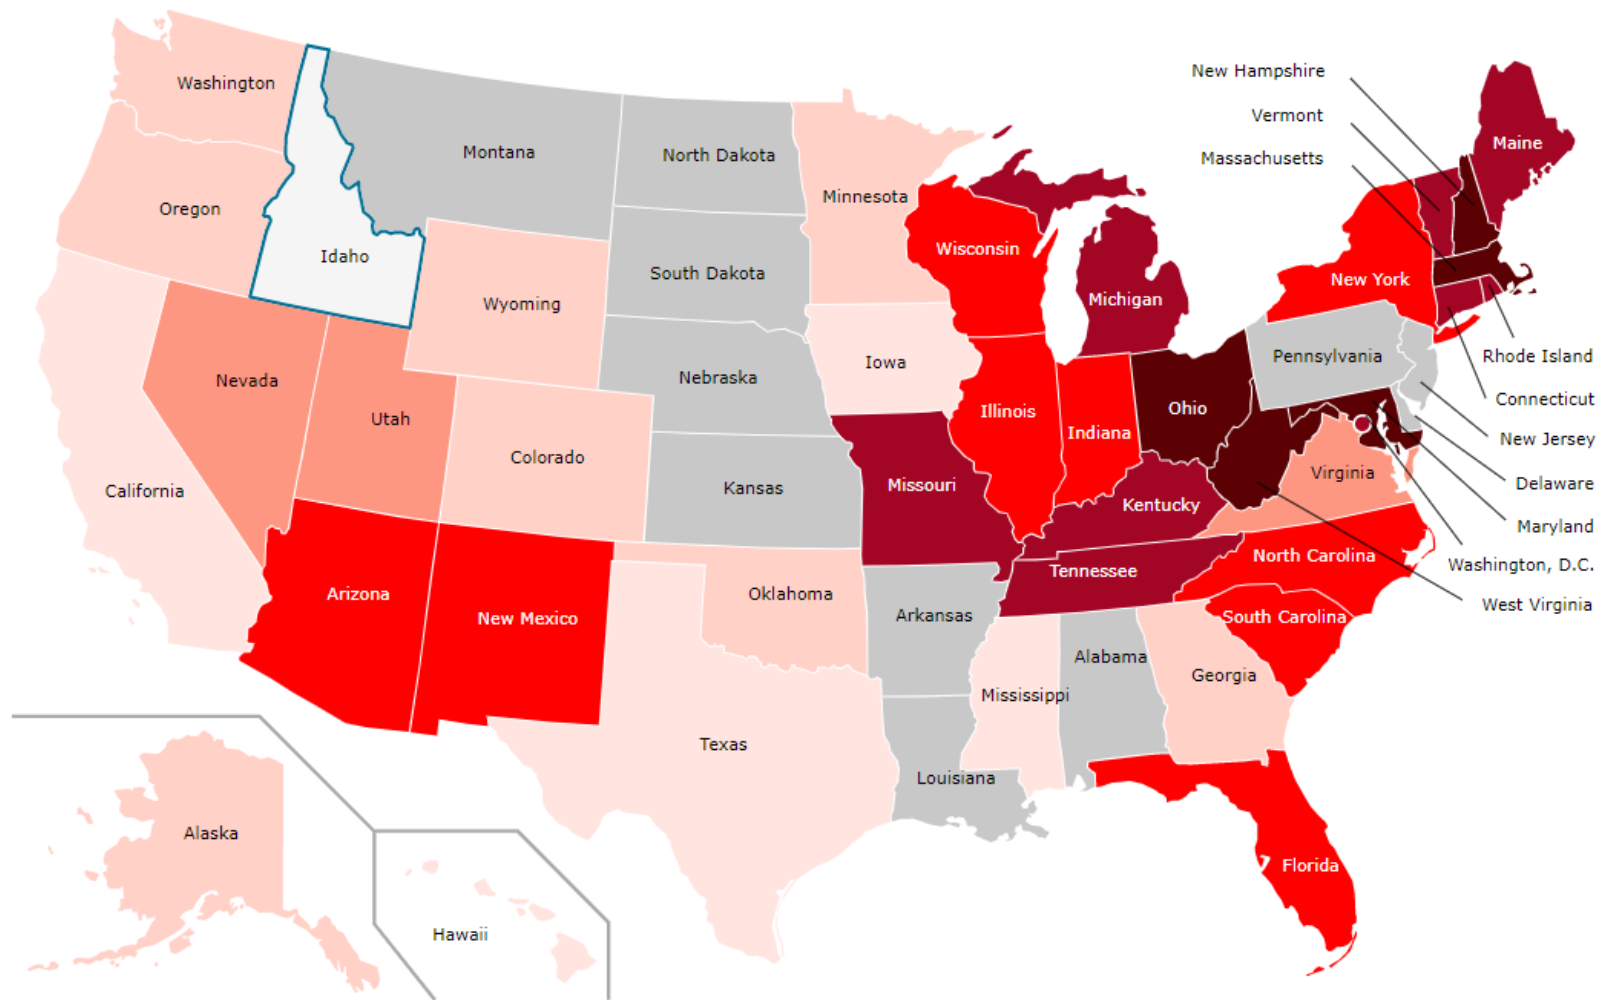 New Hampshire
Washington
Vermont
Maine
Montana
North Dakota
Massachusetts
Minnesota
Oregon
Wisconsin
Idaho
South Dakota
New York
Michigan
Wyoming
Rhode Island
Pennsylvania
Iowa
Nebraska
Nevada
Connecticut
Ohio
Illinois
Utah
Indiana
New Jersey
Colorado
Virginia
Delaware
Missouri
Kansas
California
Kentucky
Maryland
North Carolina
Washington, D.C.
Tennessee
Arizona
Oklahoma
West Virginia
Arkansas
South Carolina
New Mexico
Alabama
Georgia
Mississippi
Texas
Louisiana
Alaska
Florida
Hawaii